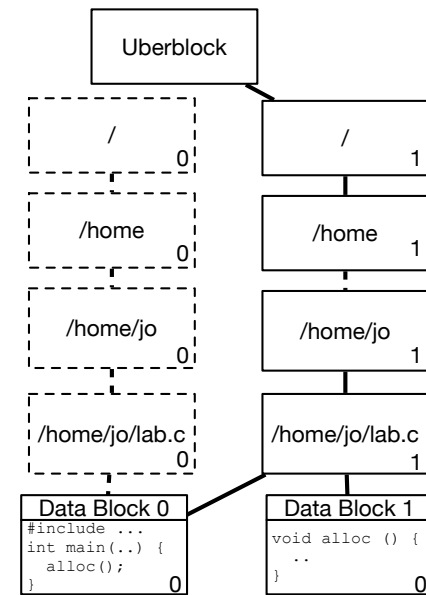 Uberblock
/
0
/
1
/home
0
/home
1
/home/jo
0
/home/jo
1
/home/jo/lab.c
0
/home/jo/lab.c
1
Data Block 0
#include ...
int main(..) {
alloc();
}
0
Data Block 1
void alloc () {
..
}
0